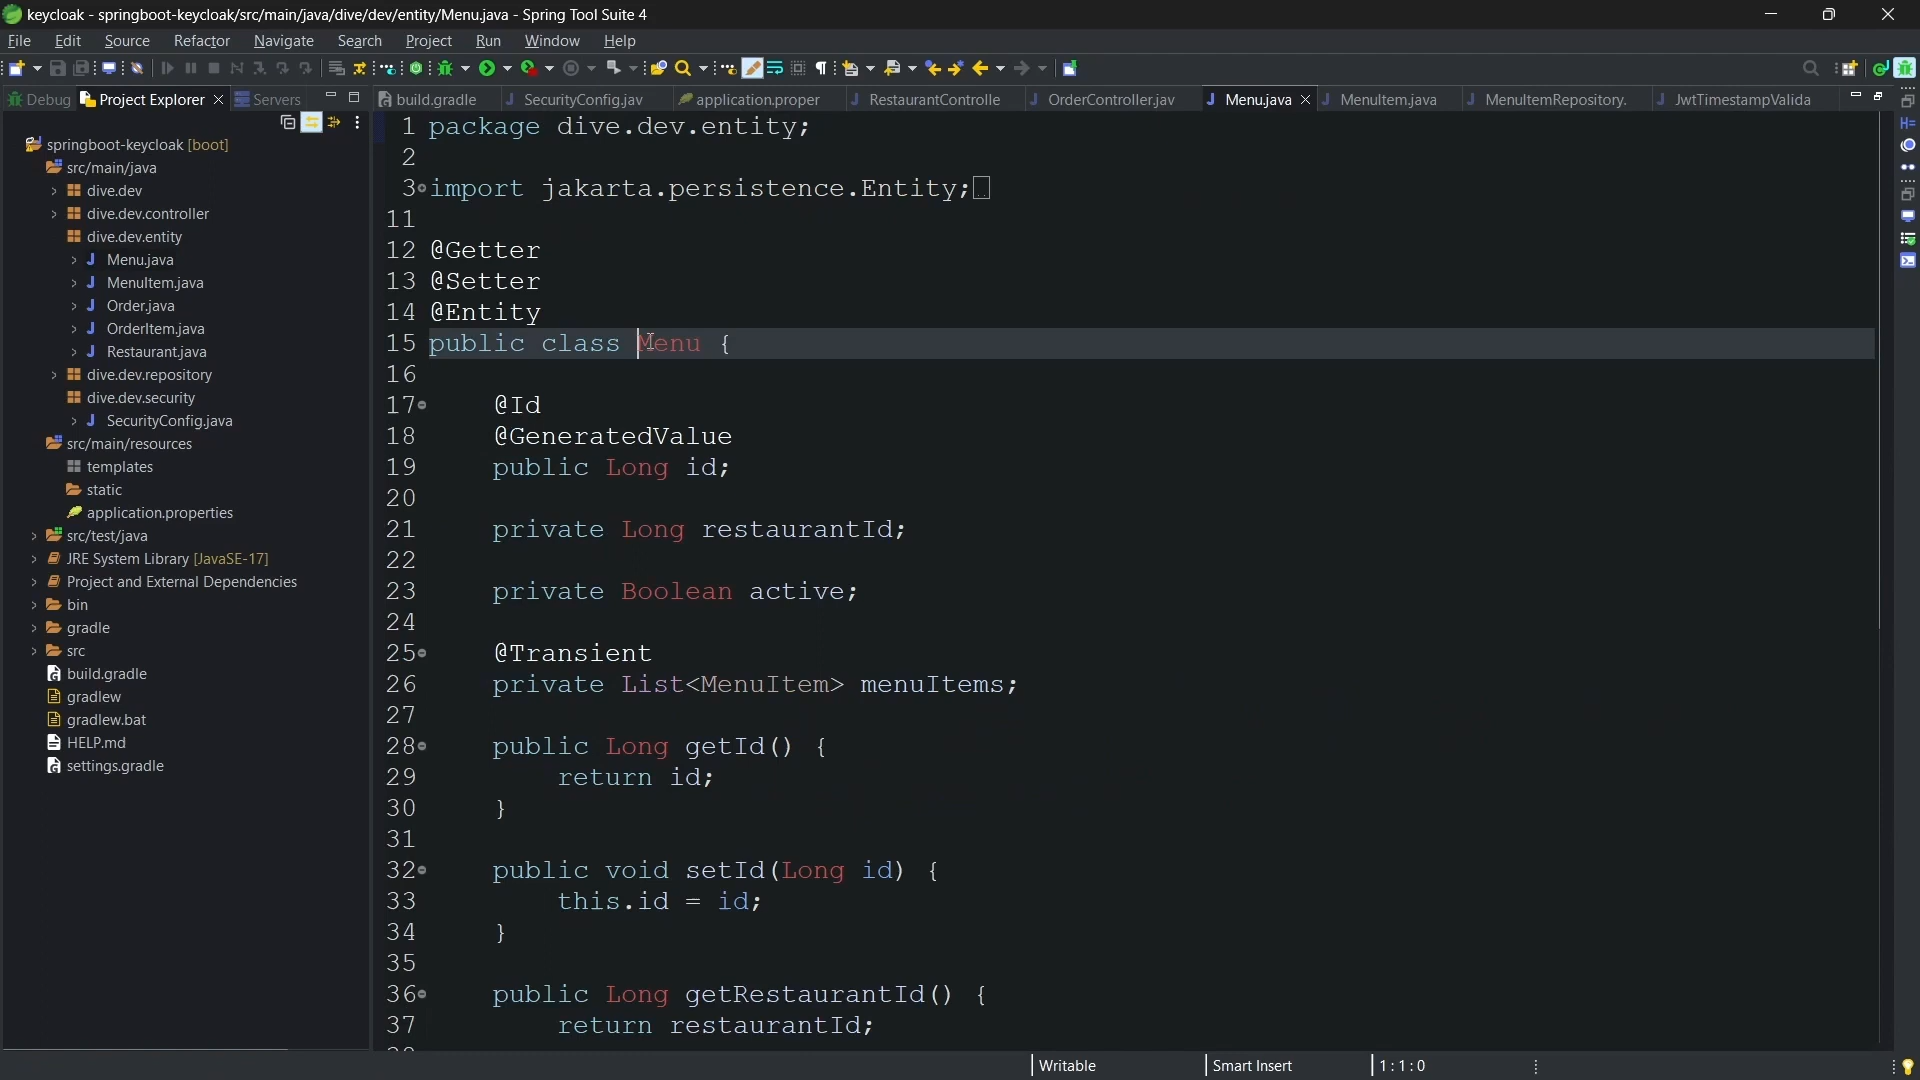 keycloak - springboot-keycloak/src/main/java/dive/dev/entity/Menu.java - Spring Tool Suite 4
File Edit Source Refactor Navigate Search Project Run Window Help
Debug Project Explorer Servers
build.gradle SecurityConfig.jav application.proper RestaurantControlle OrderController.jav Menu.java MenuItem.java MenuItemRepository. JwtTimestampValida
springboot-keycloak [boot]
src/main/java
dive.dev
dive.dev.controller
dive.dev.entity
Menu.java
MenuItem.java
Order.java
OrderItem.java
Restaurant.java
dive.dev.repository
dive.dev.security
SecurityConfig.java
src/main/resources
templates
static
application.properties
src/test/java
JRE System Library [JavaSE-17]
Project and External Dependencies
bin
gradle
src
build.gradle
gradlew
gradlew.bat
HELP.md
settings.gradle
1 package dive.dev.entity;
2
3 import jakarta.persistence.Entity;
11
12 @Getter
13 @Setter
14 @Entity
15 public class Menu {
16
17 @Id
18 @GeneratedValue
19 public Long id;
20
21 private Long restaurantId;
22
23 private Boolean active;
24
25 @Transient
26 private List<MenuItem> menuItems;
27
28 public Long getId() {
29 return id;
30 }
31
32 public void setId(Long id) {
33 this.id = id;
34 }
35
36 public Long getRestaurantId() {
37 return restaurantId;
Writable Smart Insert 1 : 1 : 0